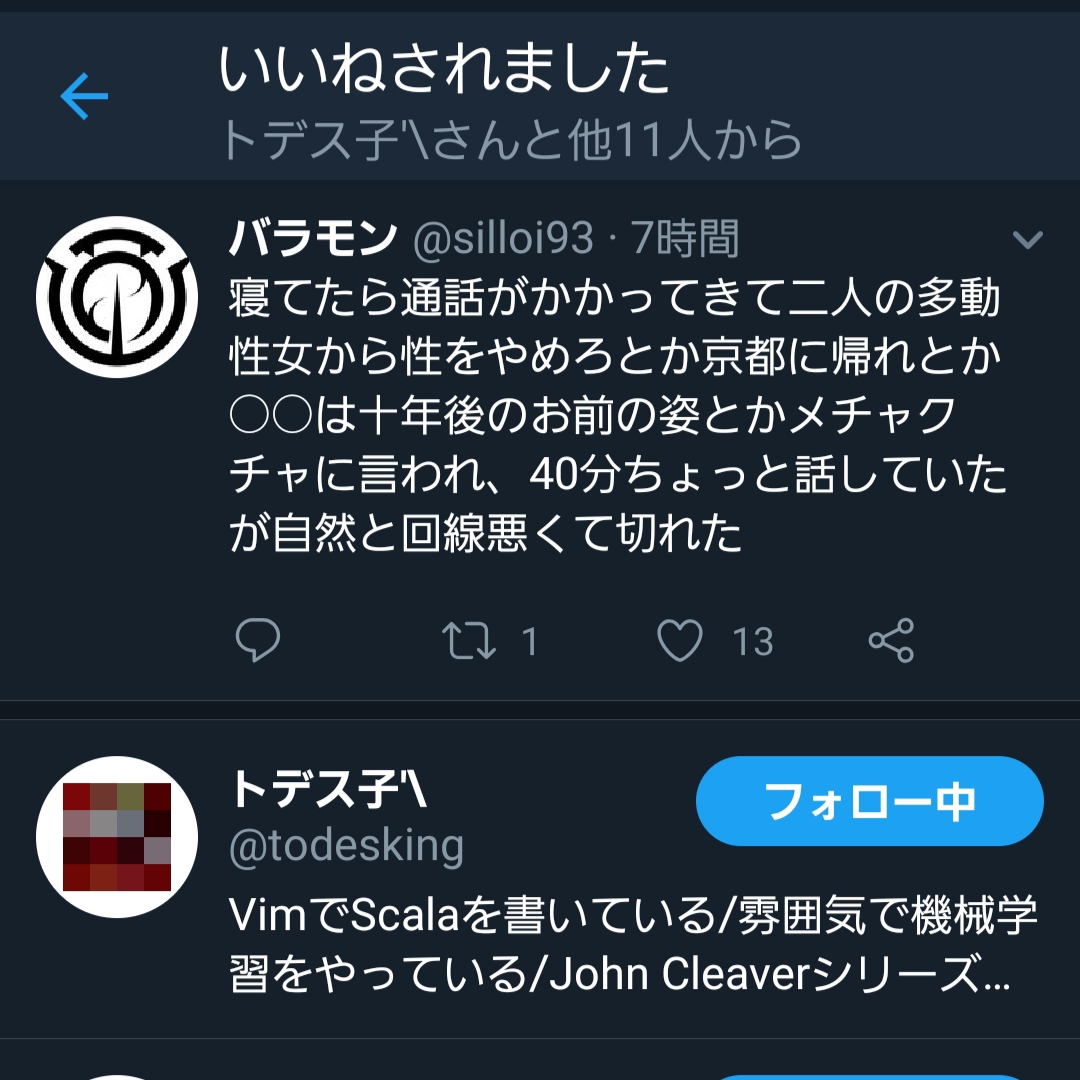 いいねされました
トデス子'\さんと他11人から
バラモン @silloi93 · 7時間
寝てたら通話がかかってきて二人の多動
性女から性をやめろとか京都に帰れとか
○○は十年後のお前の姿とかメチャク
チャに言われ、40分ちょっと話していた
が自然と回線悪くて切れた
1 13
トデス子'\
フォロー中
@todesking
VimでScalaを書いている/雰囲気で機械学
習をやっている/John Cleaverシリーズ…